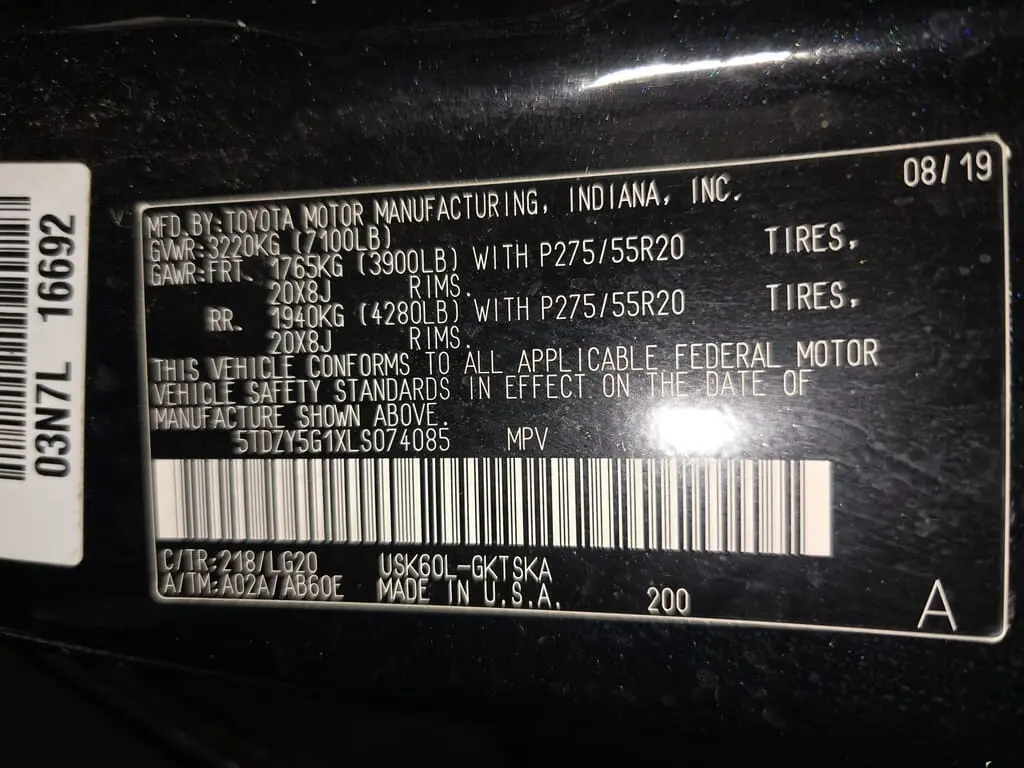 08/19
MFD.BY:TOYOTA MOTOR MANUFACTURING, INDIANA, INC.
GVWR:3220KG (7100LB)
GAWR:FRT. 1765KG (3900LB) WITH P275/55R20 TIRES,
20X8J RIMS.
RR. 1940KG (4280LB) WITH P275/55R20 TIRES,
20X8J RIMS.
THIS VEHICLE CONFORMS TO ALL APPLICABLE FEDERAL MOTOR
VEHICLE SAFETY STANDARDS IN EFFECT ON THE DATE OF
MANUFACTURE SHOWN ABOVE.
5TDZY5G1XLS074085 MPV
C/TR:218/LG20 USK60L-GKTSKA
A/TM:A02A/AB60E MADE IN U.S.A. 200 A
03N7L 16692